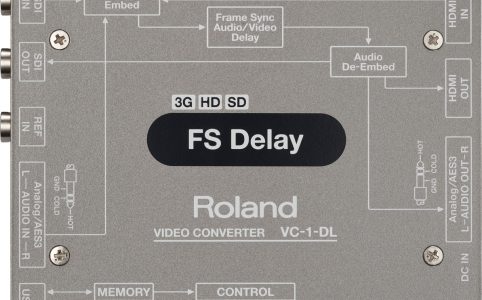 SDI
IN
Embed
Frame Sync
Audio/Video
Delay
HDMI
IN
Audio
De-Embed
SDI
OUT
HDMI
OUT
3G HD SD
FS Delay
REF
IN
Analog/AES3
L—AUDIO IN—R
GND COLD
HOT
HOT
GND COLD
Analog/AES3
L—AUDIO OUT—R
Roland
VIDEO CONVERTER VC-1-DL
DC IN
MEMORY
CONTROL